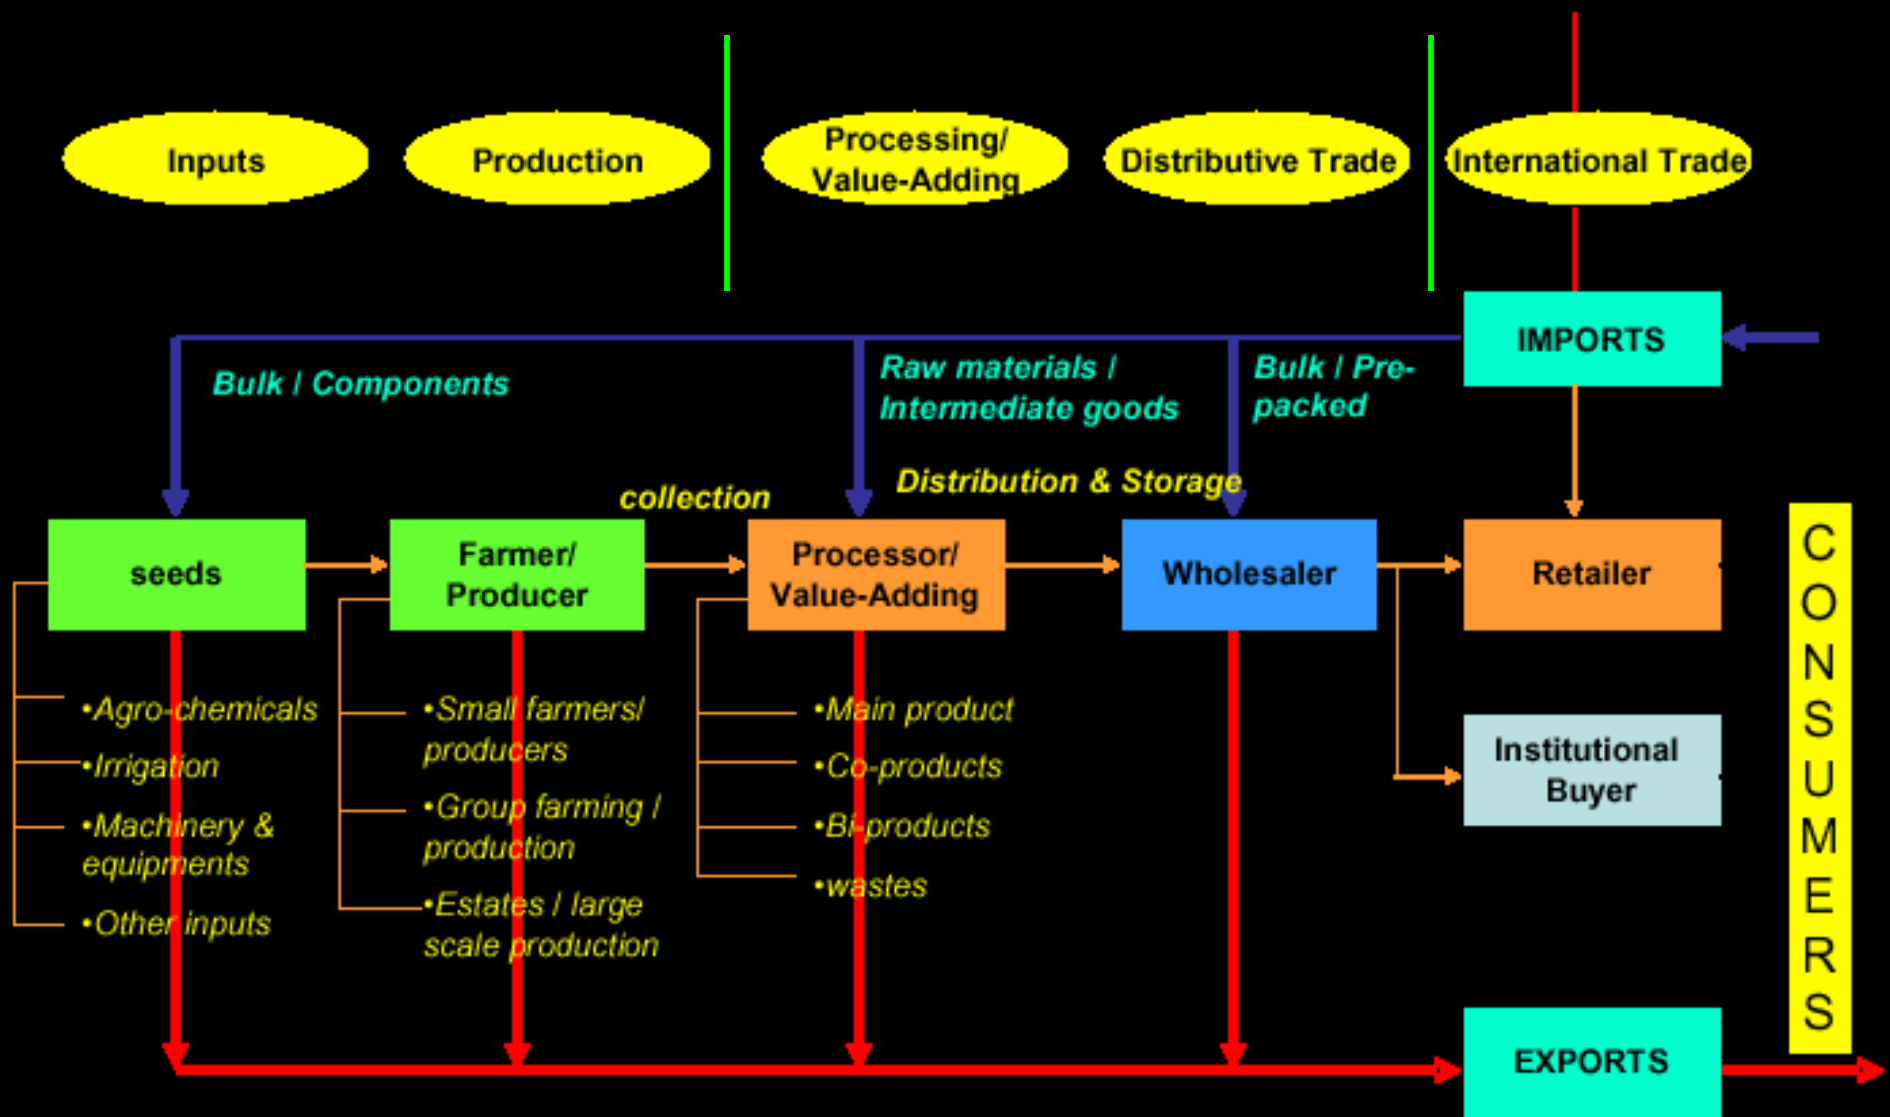 Inputs
Production
Processing/
Value-Adding
Distributive Trade
International Trade
IMPORTS
Bulk / Components
Raw materials /
Intermediate goods
Bulk / Pre-
packed
collection
Distribution & Storage
seeds
Farmer/
Producer
Processor/
Value-Adding
Wholesaler
Retailer
•Agro-chemicals
•Irrigation
•Machinery &
equipments
•Other inputs
•Small farmers/
producers
•Group farming /
production
•Estates / large
scale production
•Main product
•Co-products
•Bi-products
•wastes
Institutional
Buyer
EXPORTS
CONSUMERS